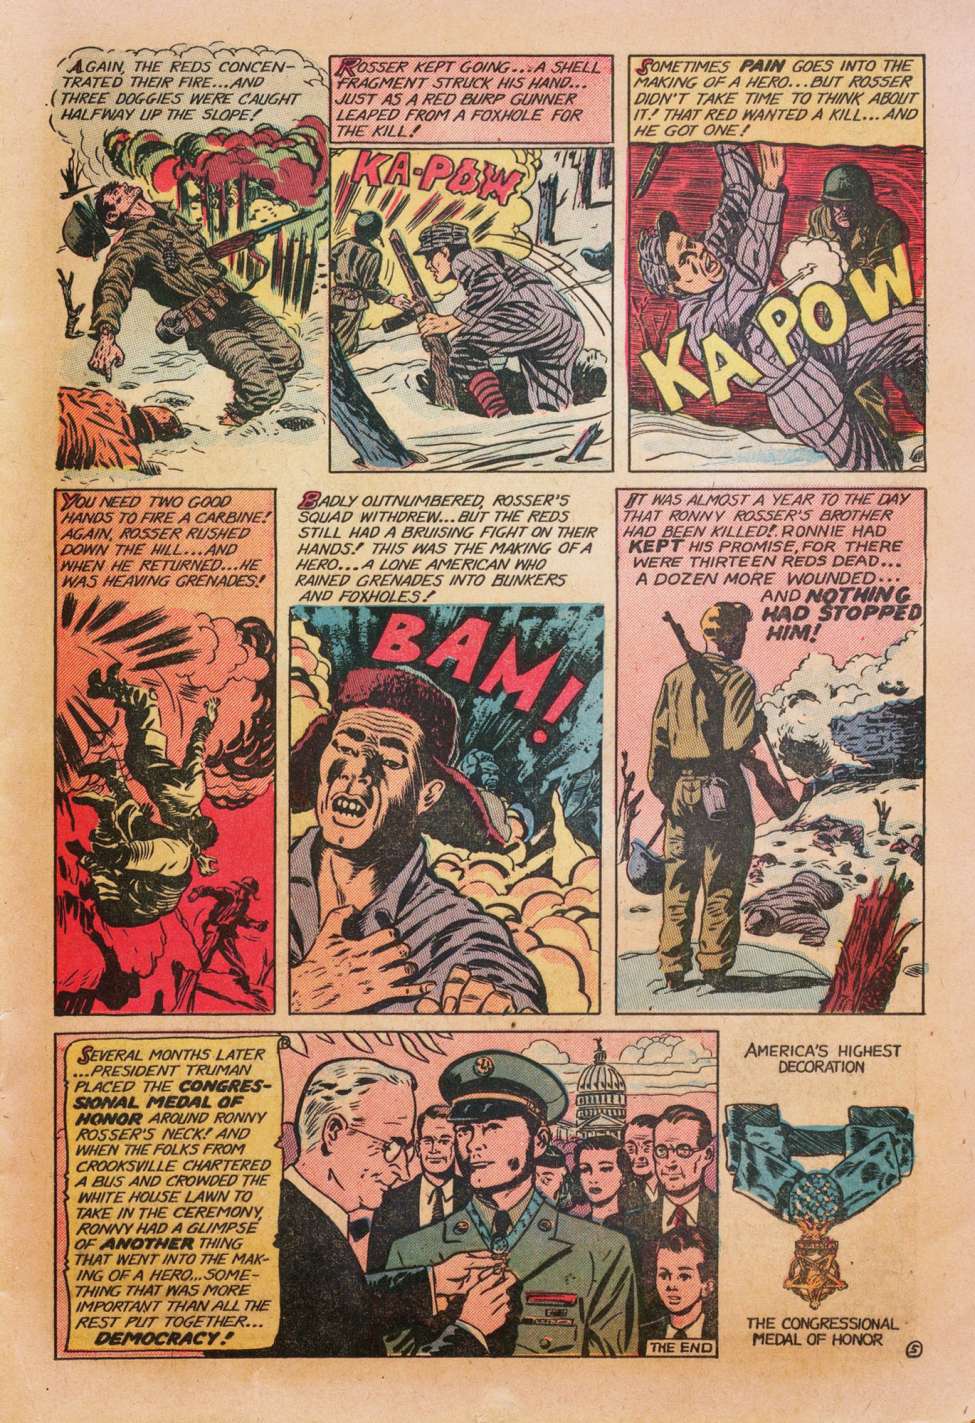 AGAIN, THE REDS CONCEN-
TRATED THEIR FIRE...AND
THREE DOGGIES WERE CAUGHT
HALFWAY UP THE SLOPE!
ROSSER KEPT GOING...A SHELL
FRAGMENT STRUCK HIS HAND...
JUST AS A RED BURP GUNNER
LEAPED FROM A FOXHOLE FOR
THE KILL!
KA-POW
SOMETIMES PAIN GOES INTO THE
MAKING OF A HERO...BUT ROSSER
DIDN'T TAKE TIME TO THINK ABOUT
IT! THAT RED WANTED A KILL...AND
HE GOT ONE!
KA POW
YOU NEED TWO GOOD
HANDS TO FIRE A CARBINE!
AGAIN, ROSSER RUSHED
DOWN THE HILL...AND
WHEN HE RETURNED...HE
WAS HEAVING GRENADES!
BADLY OUTNUMBERED, ROSSER'S
SQUAD WITHDREW...BUT THE REDS
STILL HAD A BRUISING FIGHT ON THEIR
HANDS! THIS WAS THE MAKING OF A
HERO...A LONE AMERICAN WHO
RAINED GRENADES INTO BUNKERS
AND FOXHOLES!
BAM!
IT WAS ALMOST A YEAR TO THE DAY
THAT RONNY ROSSER'S BROTHER
HAD BEEN KILLED! RONNIE HAD
KEPT HIS PROMISE, FOR THERE
WERE THIRTEEN REDS DEAD...
A DOZEN MORE WOUNDED...
AND NOTHING
HAD STOPPED
HIM!
SEVERAL MONTHS LATER
...PRESIDENT TRUMAN
PLACED THE CONGRES-
SIONAL MEDAL OF
HONOR AROUND RONNY
ROSSER'S NECK! AND
WHEN THE FOLKS FROM
CROOKSVILLE CHARTERED
A BUS AND CROWDED THE
WHITE HOUSE LAWN TO
TAKE IN THE CEREMONY,
RONNY HAD A GLIMPSE
OF ANOTHER THING
THAT WENT INTO THE MAK-
ING OF A HERO...SOME-
THING THAT WAS MORE
IMPORTANT THAN ALL THE
REST PUT TOGETHER...
DEMOCRACY!
THE END
AMERICA'S HIGHEST
DECORATION
THE CONGRESSIONAL
MEDAL OF HONOR
5